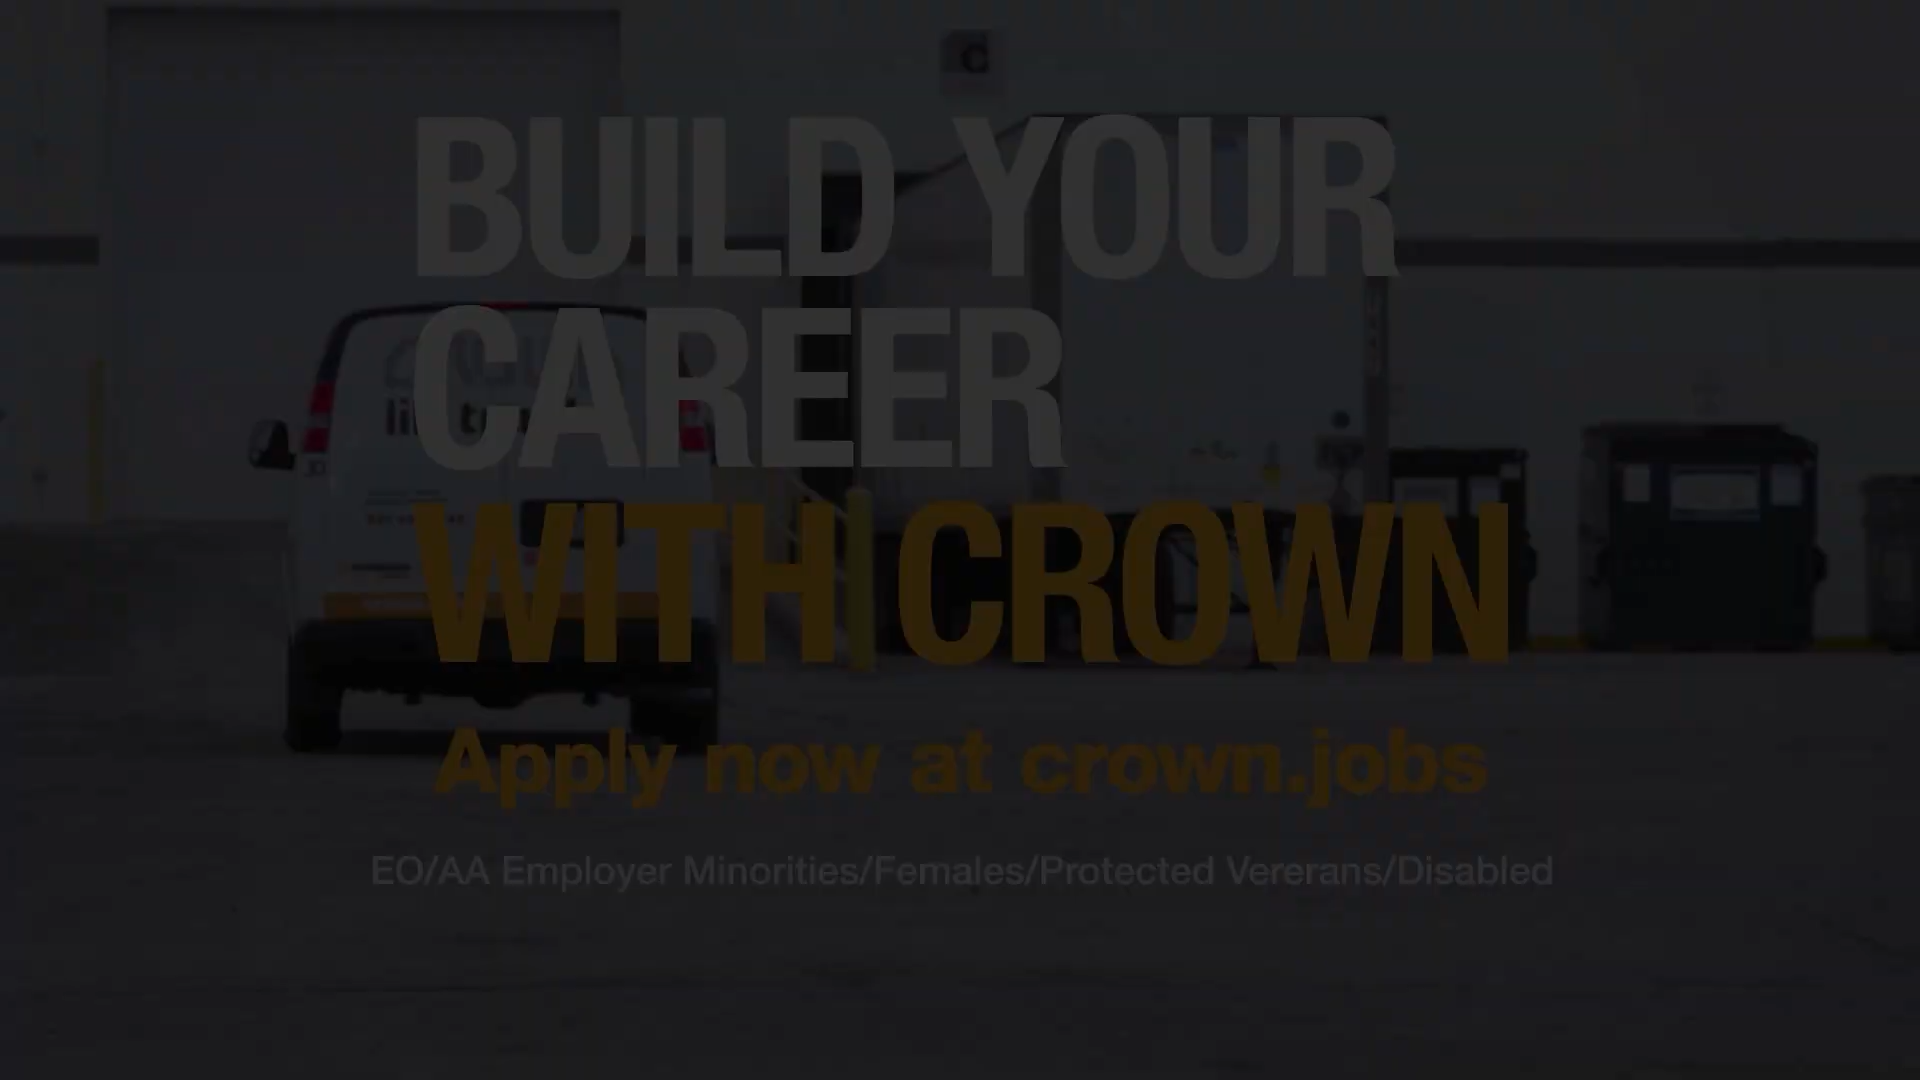 C
BUILD YOUR
CAREER
WITH CROWN
Apply now at crown.jobs
EO/AA Employer Minorities/Females/Protected Vererans/Disabled